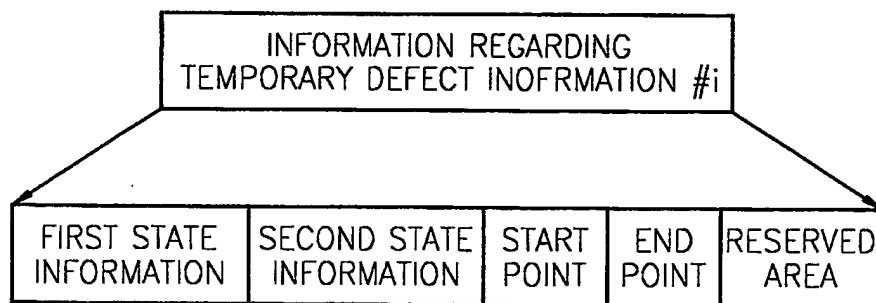 INFORMATION REGARDING
TEMPORARY DEFECT INOFRMATION #i
FIRST STATE
INFORMATION
SECOND STATE
INFORMATION
START
POINT
END
POINT
RESERVED
AREA